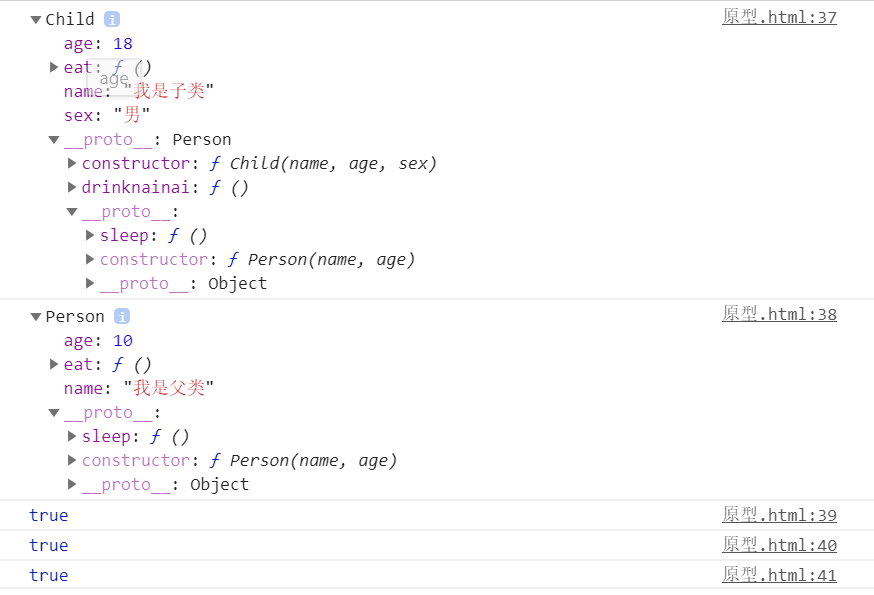 Child i 原型.html:37
age: 18
eat: ƒ ()
age
name: "我是子类"
sex: "男"
__proto__: Person
constructor: ƒ Child(name, age, sex)
drinknainai: ƒ ()
__proto__:
sleep: ƒ ()
constructor: ƒ Person(name, age)
__proto__: Object
Person i 原型.html:38
age: 10
eat: ƒ ()
name: "我是父类"
__proto__:
sleep: ƒ ()
constructor: ƒ Person(name, age)
__proto__: Object
true 原型.html:39
true 原型.html:40
true 原型.html:41